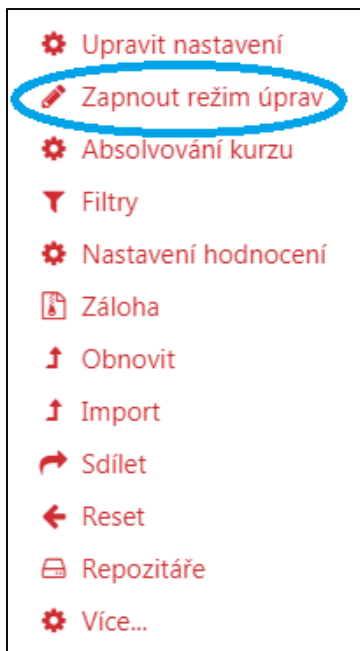 Upravit nastavení
Zapnout režim úprav
Absolvování kurzu
Filtry
Nastavení hodnocení
Záloha
Obnovit
Import
Sdílet
Reset
Repozitáře
Více...